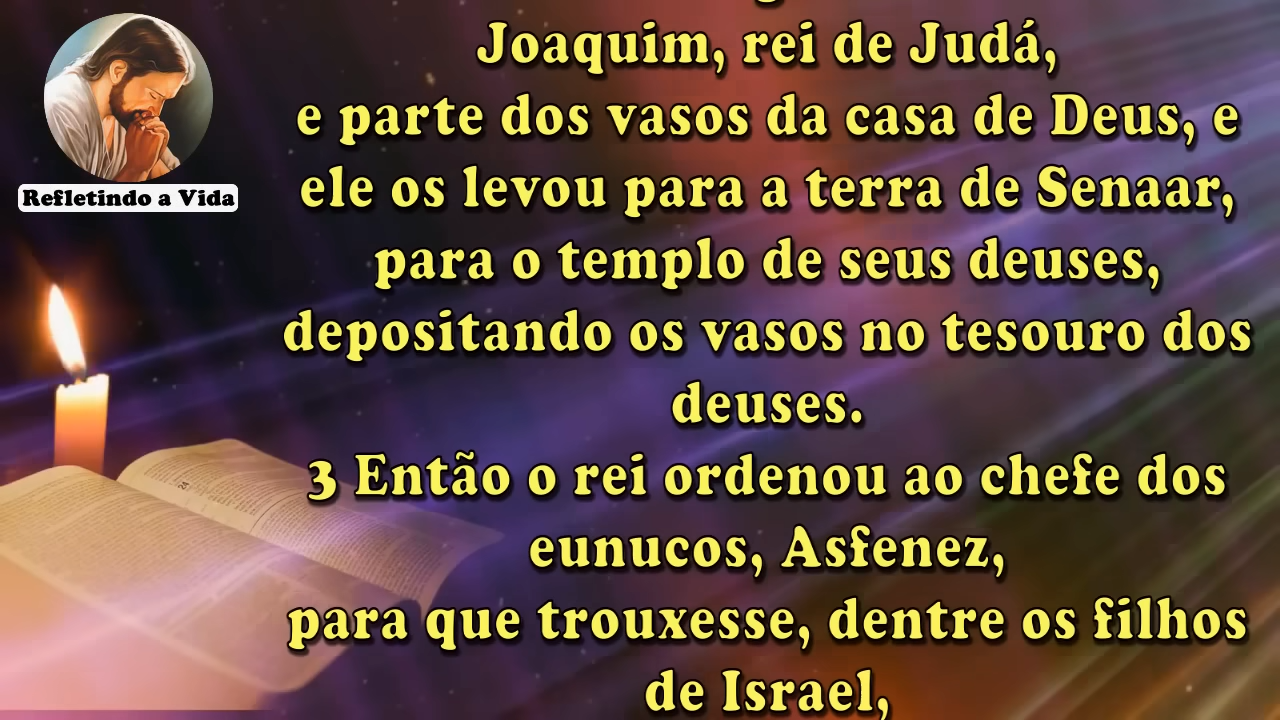 Joaquim, rei de Judá,
e parte dos vasos da casa de Deus, e
ele os levou para a terra de Senaar,
para o templo de seus deuses,
depositando os vasos no tesouro dos
deuses.
3 Então o rei ordenou ao chefe dos
eunucos, Asfenez,
para que trouxesse, dentre os filhos
de Israel,
Refletindo a Vida